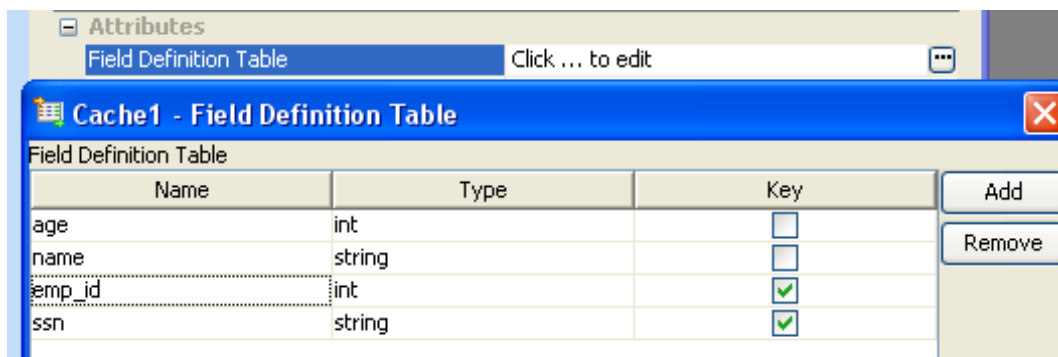 Attributes
Field Definition Table Click ... to edit
Cache1 - Field Definition Table
Field Definition Table
Name Type Key Add
age int
name string Remove
emp_id int
ssn string